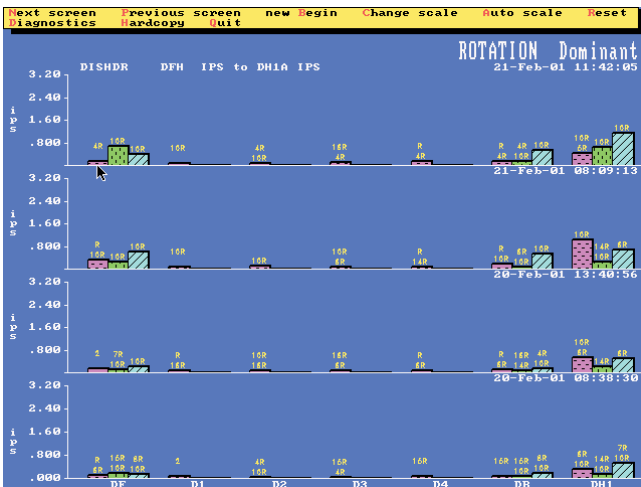 Next screen Previous screen new Begin Change scale Auto scale Reset
Diagnostics Hardcopy Quit
ROTATION Dominant
DISHDR DFH IPS to DH1A IPS 21-Feb-01 11:42:05
3.20
2.40
ips
1.60
.800
4R 16R 16R 16R 4R 16R 16R 4R R 4R R 4R 4R 16R 16R 16R 6R 16R 16R
21-Feb-01 08:09:13
3.20
2.40
ips
1.60
.800
R 16R 16R 16R 16R 16R 6R R 14R R 16R 6R 16R 16R 16R 14R 16R 6R
20-Feb-01 13:40:56
3.20
2.40
ips
1.60
.800
2 7R 16R 16R R 16R 16R 16R 16R 6R R 6R R 6R 16R 16R 4R 16R 16R 6R 14R 6R
20-Feb-01 08:38:30
3.20
2.40
ips
1.60
.800
.000
R 6R 16R 16R 6R 16R 2 4R 16R 16R 4R 16R 16R 16R 16R 6R 16R 6R 16R 14R 16R 7R 16R
DF D1 D2 D3 D4 DB DH1